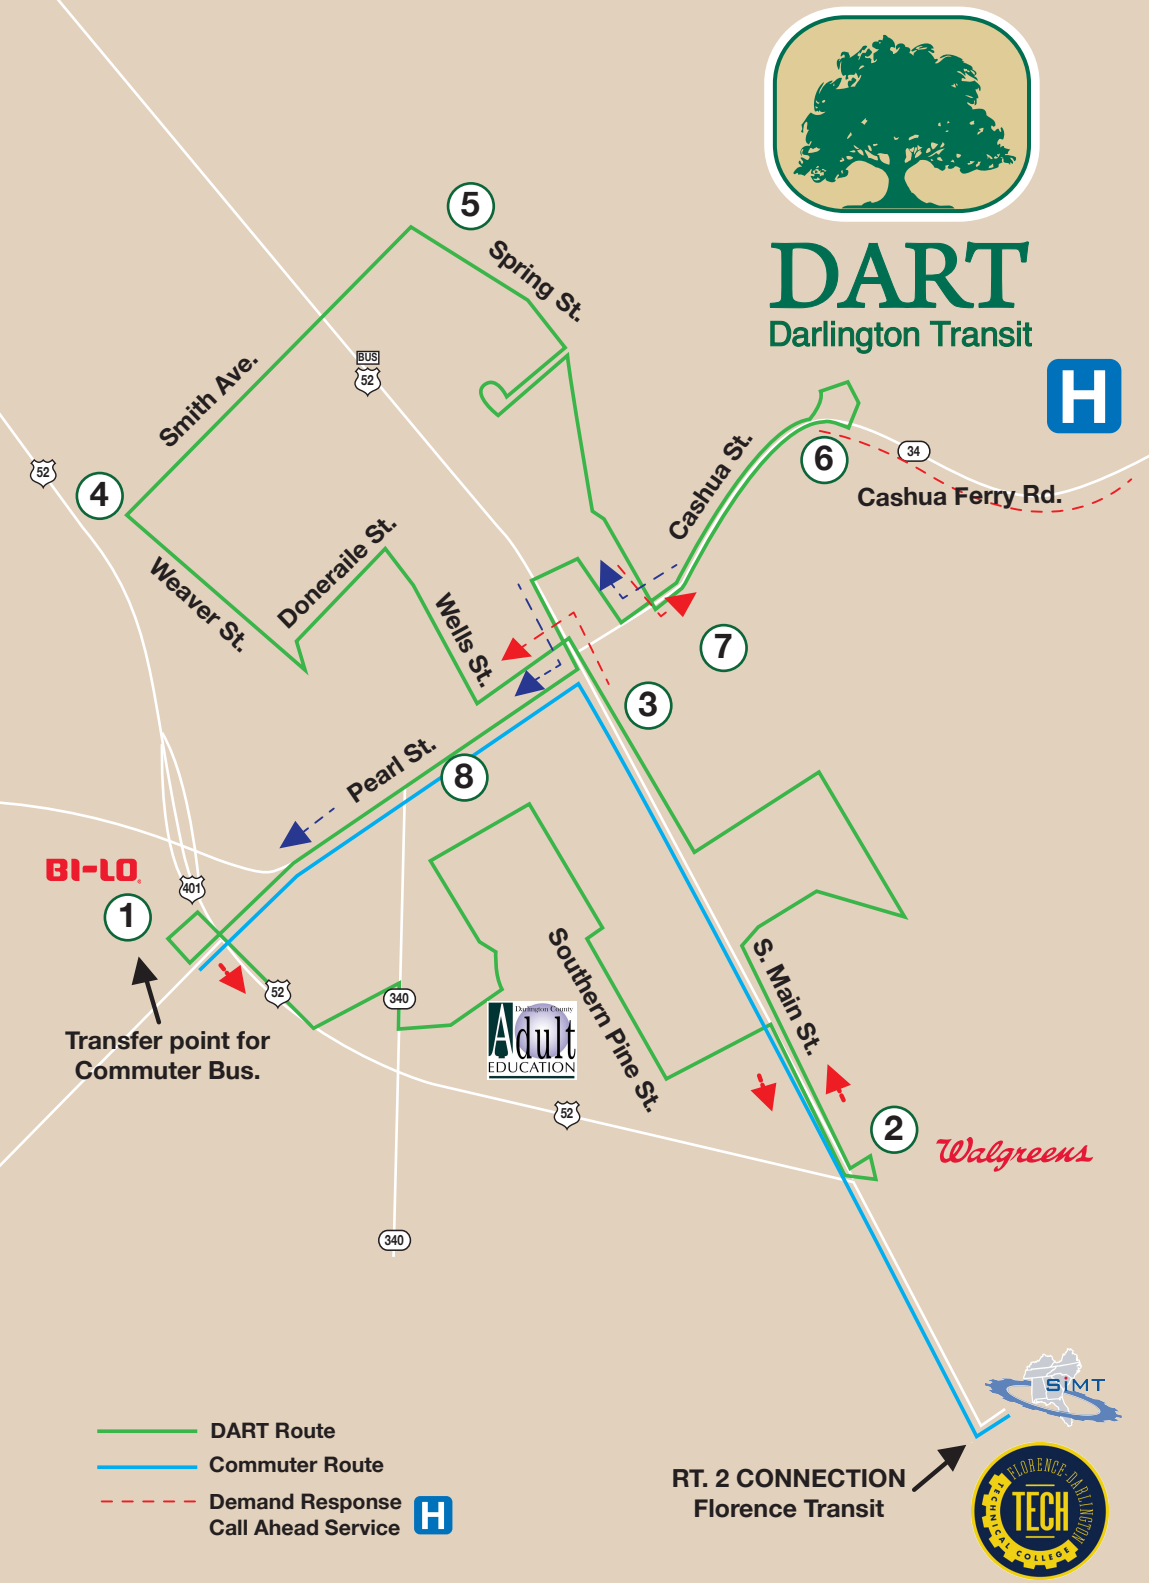 DART
Darlington Transit
H
5
Spring St.
BUS
52
Smith Ave.
52
4
Cashua St.
6
34
Cashua Ferry Rd.
Doneraile St.
Weaver St.
Wells St.
7
3
Pearl St.
8
BI-LO
401
1
52
340
Transfer point for
Commuter Bus.
Darlington County
Adult
EDUCATION
Southern Pine St.
S. Main St.
52
2
Walgreens
340
SiMT
DART Route
Commuter Route
Demand Response
Call Ahead Service
H
RT. 2 CONNECTION
Florence Transit
FLORENCE-DARLINGTON
TECH
TECHNICAL COLLEGE